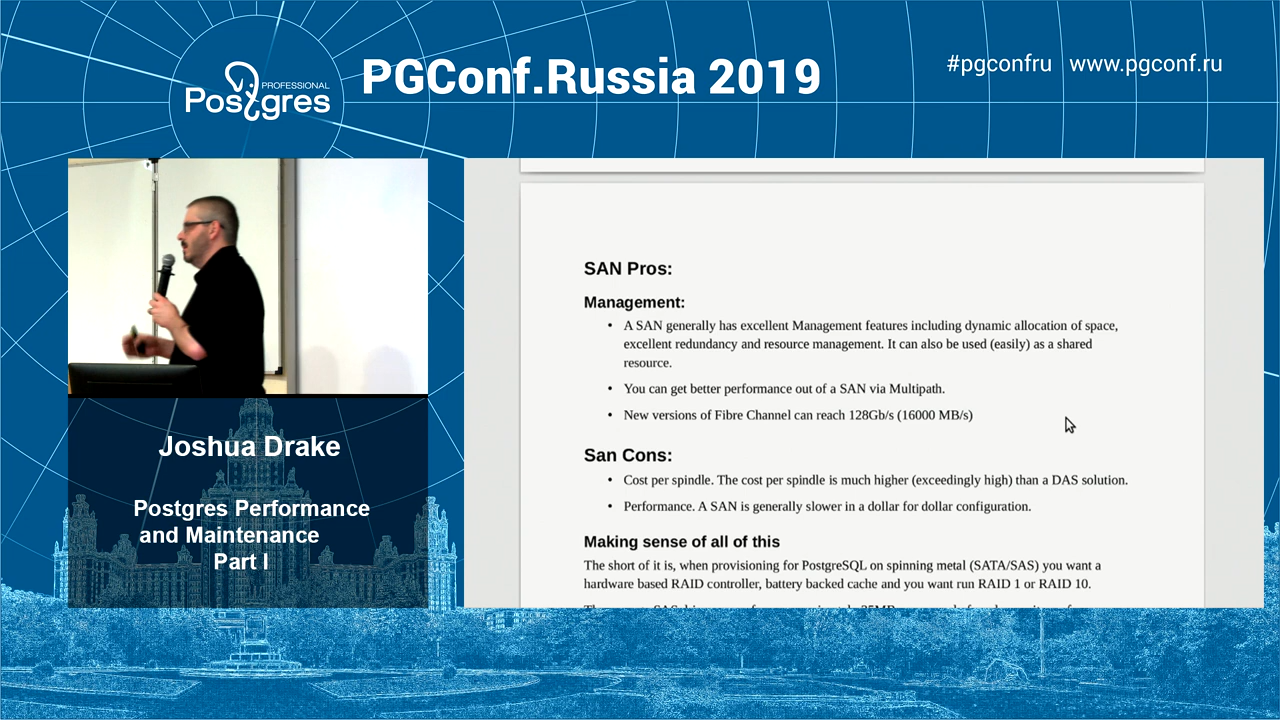 PROFESSIONAL
Postgres
PGConf.Russia 2019
#pgconfru www.pgconf.ru
Joshua Drake
Postgres Performance
and Maintenance
Part I
SAN Pros:
Management:
• A SAN generally has excellent Management features including dynamic allocation of space,
excellent redundancy and resource management. It can also be used (easily) as a shared
resource.
• You can get better performance out of a SAN via Multipath.
• New versions of Fibre Channel can reach 128Gb/s (16000 MB/s)
San Cons:
• Cost per spindle. The cost per spindle is much higher (exceedingly high) than a DAS solution.
• Performance. A SAN is generally slower in a dollar for dollar configuration.
Making sense of all of this
The short of it is, when provisioning for PostgreSQL on spinning metal (SATA/SAS) you want a
hardware based RAID controller, battery backed cache and you want run RAID 1 or RAID 10.